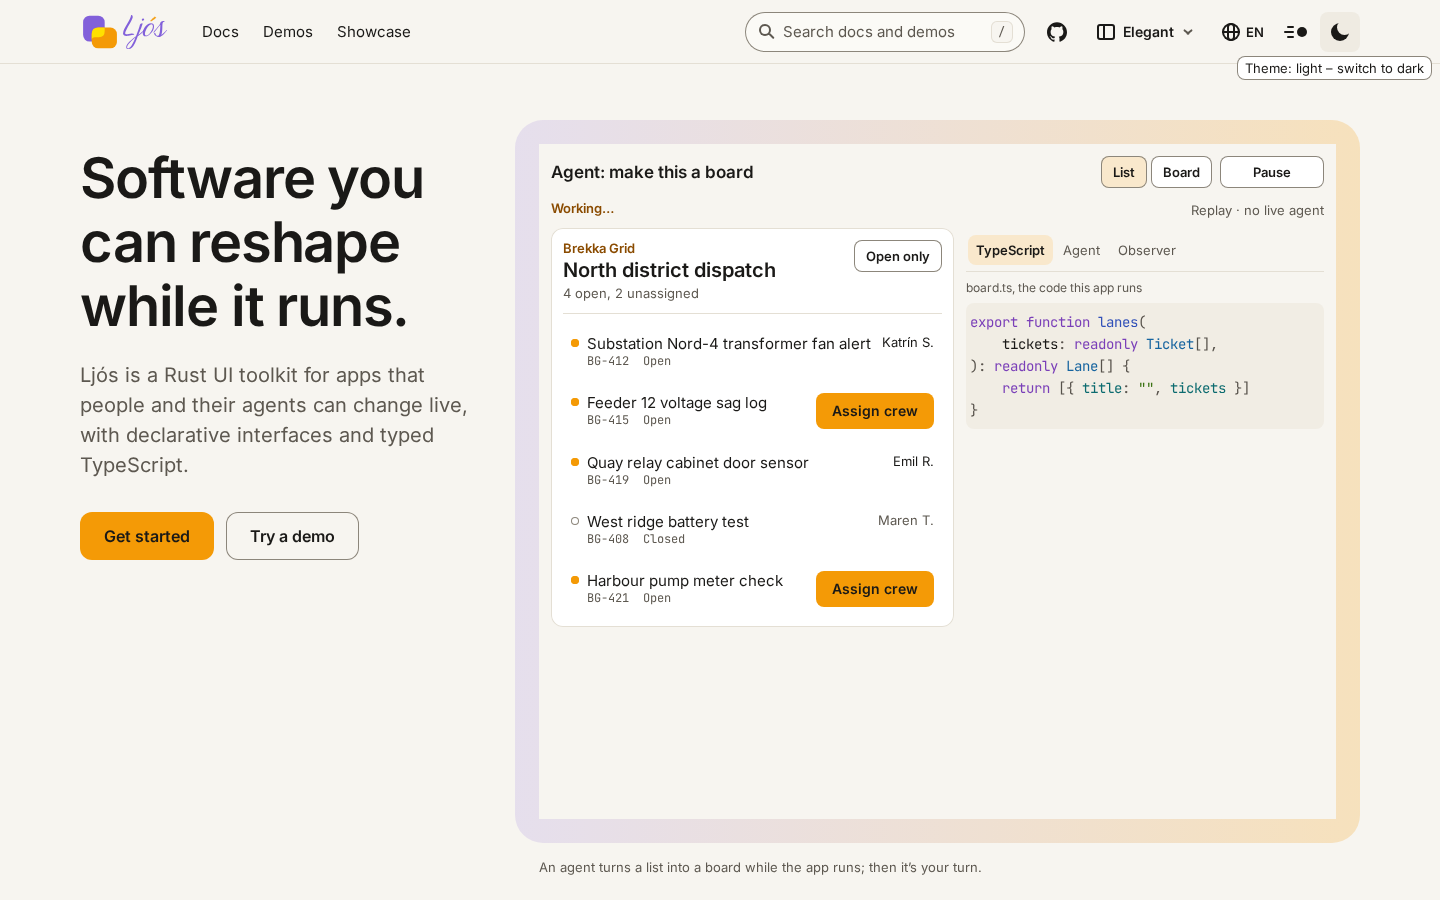 Ljós
Docs
Demos
Showcase
Search docs and demos
/
Elegant
EN
Theme: light – switch to dark
Software you
can reshape
while it runs.
Ljós is a Rust UI toolkit for apps that
people and their agents can change live,
with declarative interfaces and typed
TypeScript.
Get started
Try a demo
Agent: make this a board
List
Board
Pause
Working…
Replay · no live agent
Brekka Grid
North district dispatch
4 open, 2 unassigned
Open only
Substation Nord-4 transformer fan alert
Katrín S.
BG-412 Open
Feeder 12 voltage sag log
BG-415 Open
Assign crew
Quay relay cabinet door sensor
Emil R.
BG-419 Open
West ridge battery test
Maren T.
BG-408 Closed
Harbour pump meter check
BG-421 Open
Assign crew
TypeScript
Agent
Observer
board.ts, the code this app runs
export function lanes(
    tickets: readonly Ticket[],
): readonly Lane[] {
    return [{ title: "", tickets }]
}
An agent turns a list into a board while the app runs; then it’s your turn.